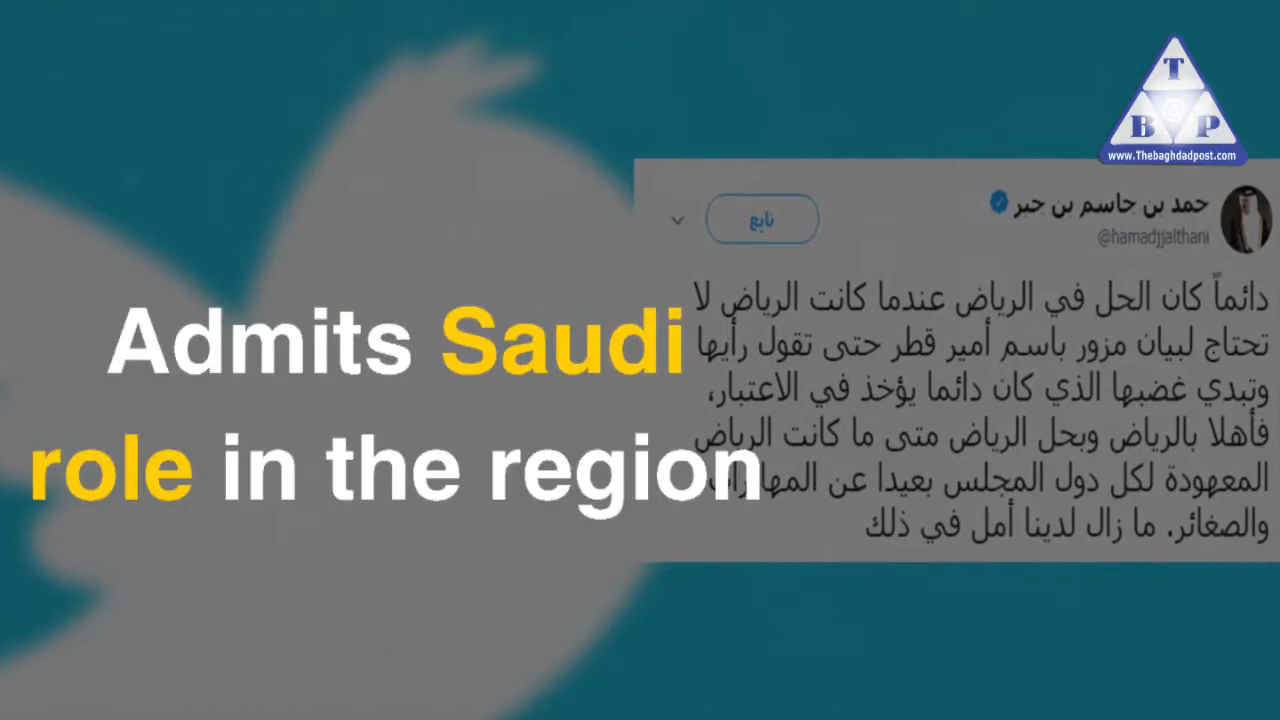 T
B @ P
www.Thebaghdadpost.com
حمد بن جاسم بن جبر
@hamadjjalthani
تابع
دائماً كان الحل في الرياض عندما كانت الرياض لا
تحتاج لبيان مزور باسم أمير قطر حتى تقول رأيها
وتبدي غضبها الذي كان دائما يؤخذ في الاعتبار،
فأهلا بالرياض وبحل الرياض متى ما كانت الرياض
المعهودة لكل دول المجلس بعيدا عن المهاترات
والصغائر. ما زال لدينا أمل في ذلك
Admits Saudi
role in the region